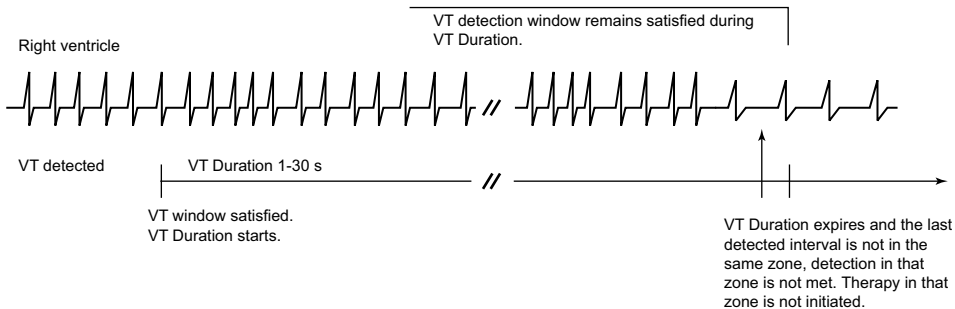 VT detection window remains satisfied during
VT Duration.
Right ventricle
VT detected
VT Duration 1-30 s
VT window satisfied.
VT Duration starts.
VT Duration expires and the last
detected interval is not in the
same zone, detection in that
zone is not met. Therapy in that
zone is not initiated.